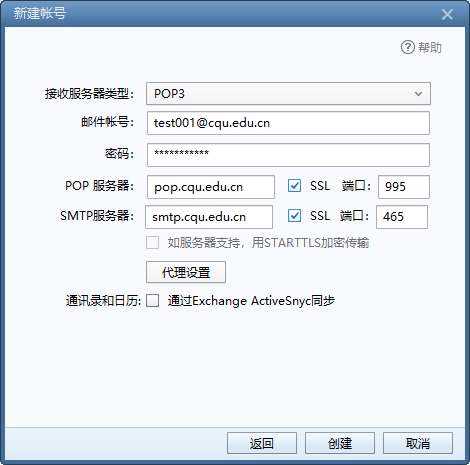 新建帐号
帮助
接收服务器类型: POP3
邮件帐号: test001@cqu.edu.cn
密码: ***********
POP 服务器: pop.cqu.edu.cn SSL 端口: 995
SMTP服务器: smtp.cqu.edu.cn SSL 端口: 465
如服务器支持，用STARTTLS加密传输
代理设置
通讯录和日历: 通过Exchange ActiveSnyc同步
返回 创建 取消